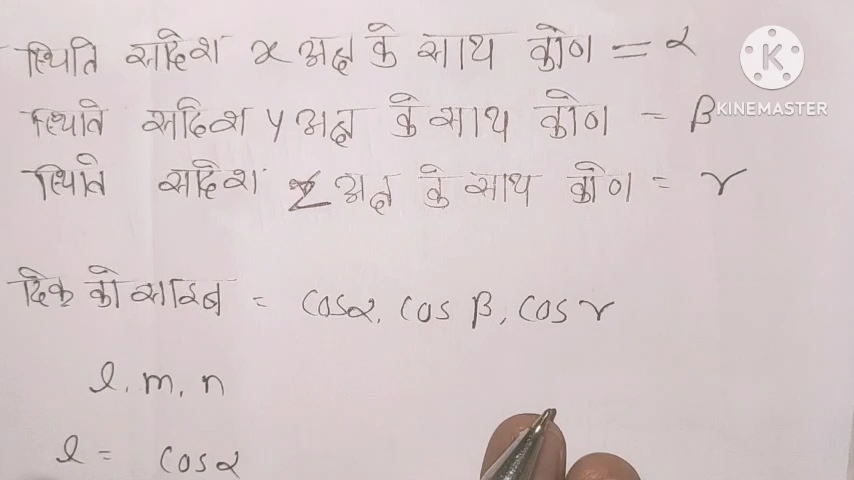 स्थिति सदिश x अक्ष के साथ कोण = α
स्थिति सदिश y अक्ष के साथ कोण = β
स्थिति सदिश z अक्ष के साथ कोण = γ
दिक् कोसाइन = cosα, cos β, cos γ
l, m, n
l = cosα
K
KINEMASTER